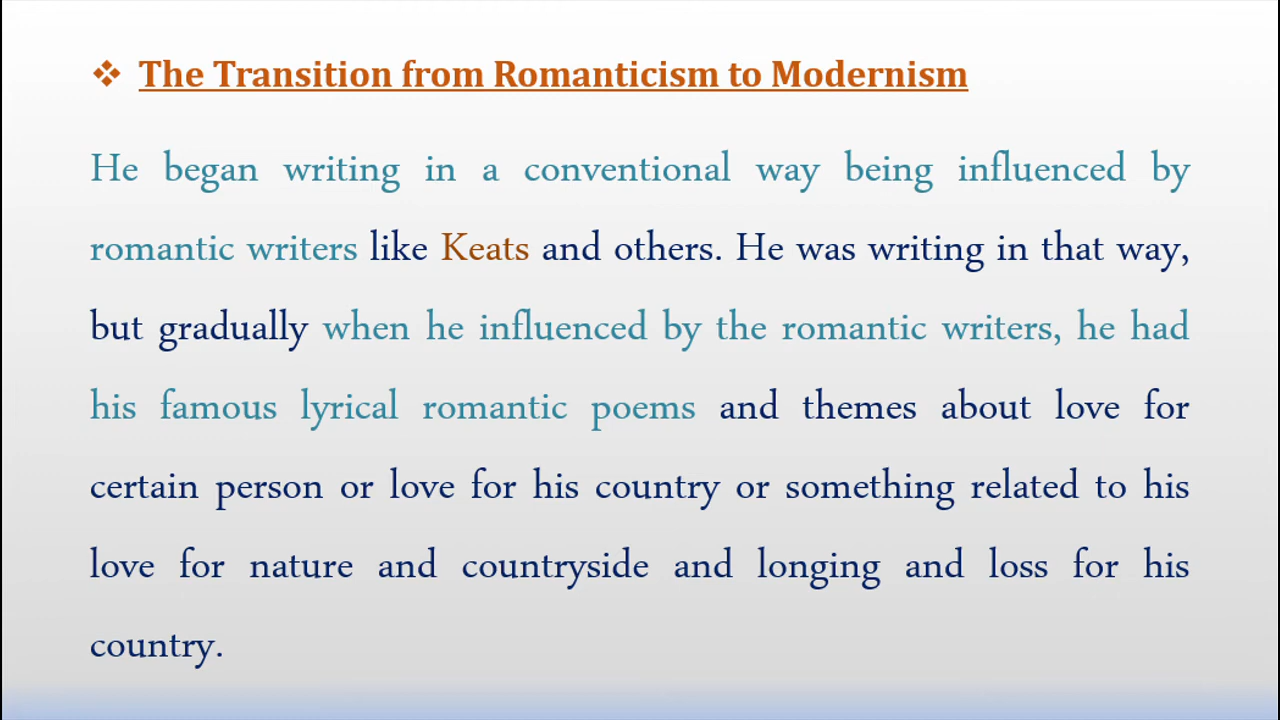 ❖ The Transition from Romanticism to Modernism
He began writing in a conventional way being influenced by
romantic writers like Keats and others. He was writing in that way,
but gradually when he influenced by the romantic writers, he had
his famous lyrical romantic poems and themes about love for
certain person or love for his country or something related to his
love for nature and countryside and longing and loss for his
country.